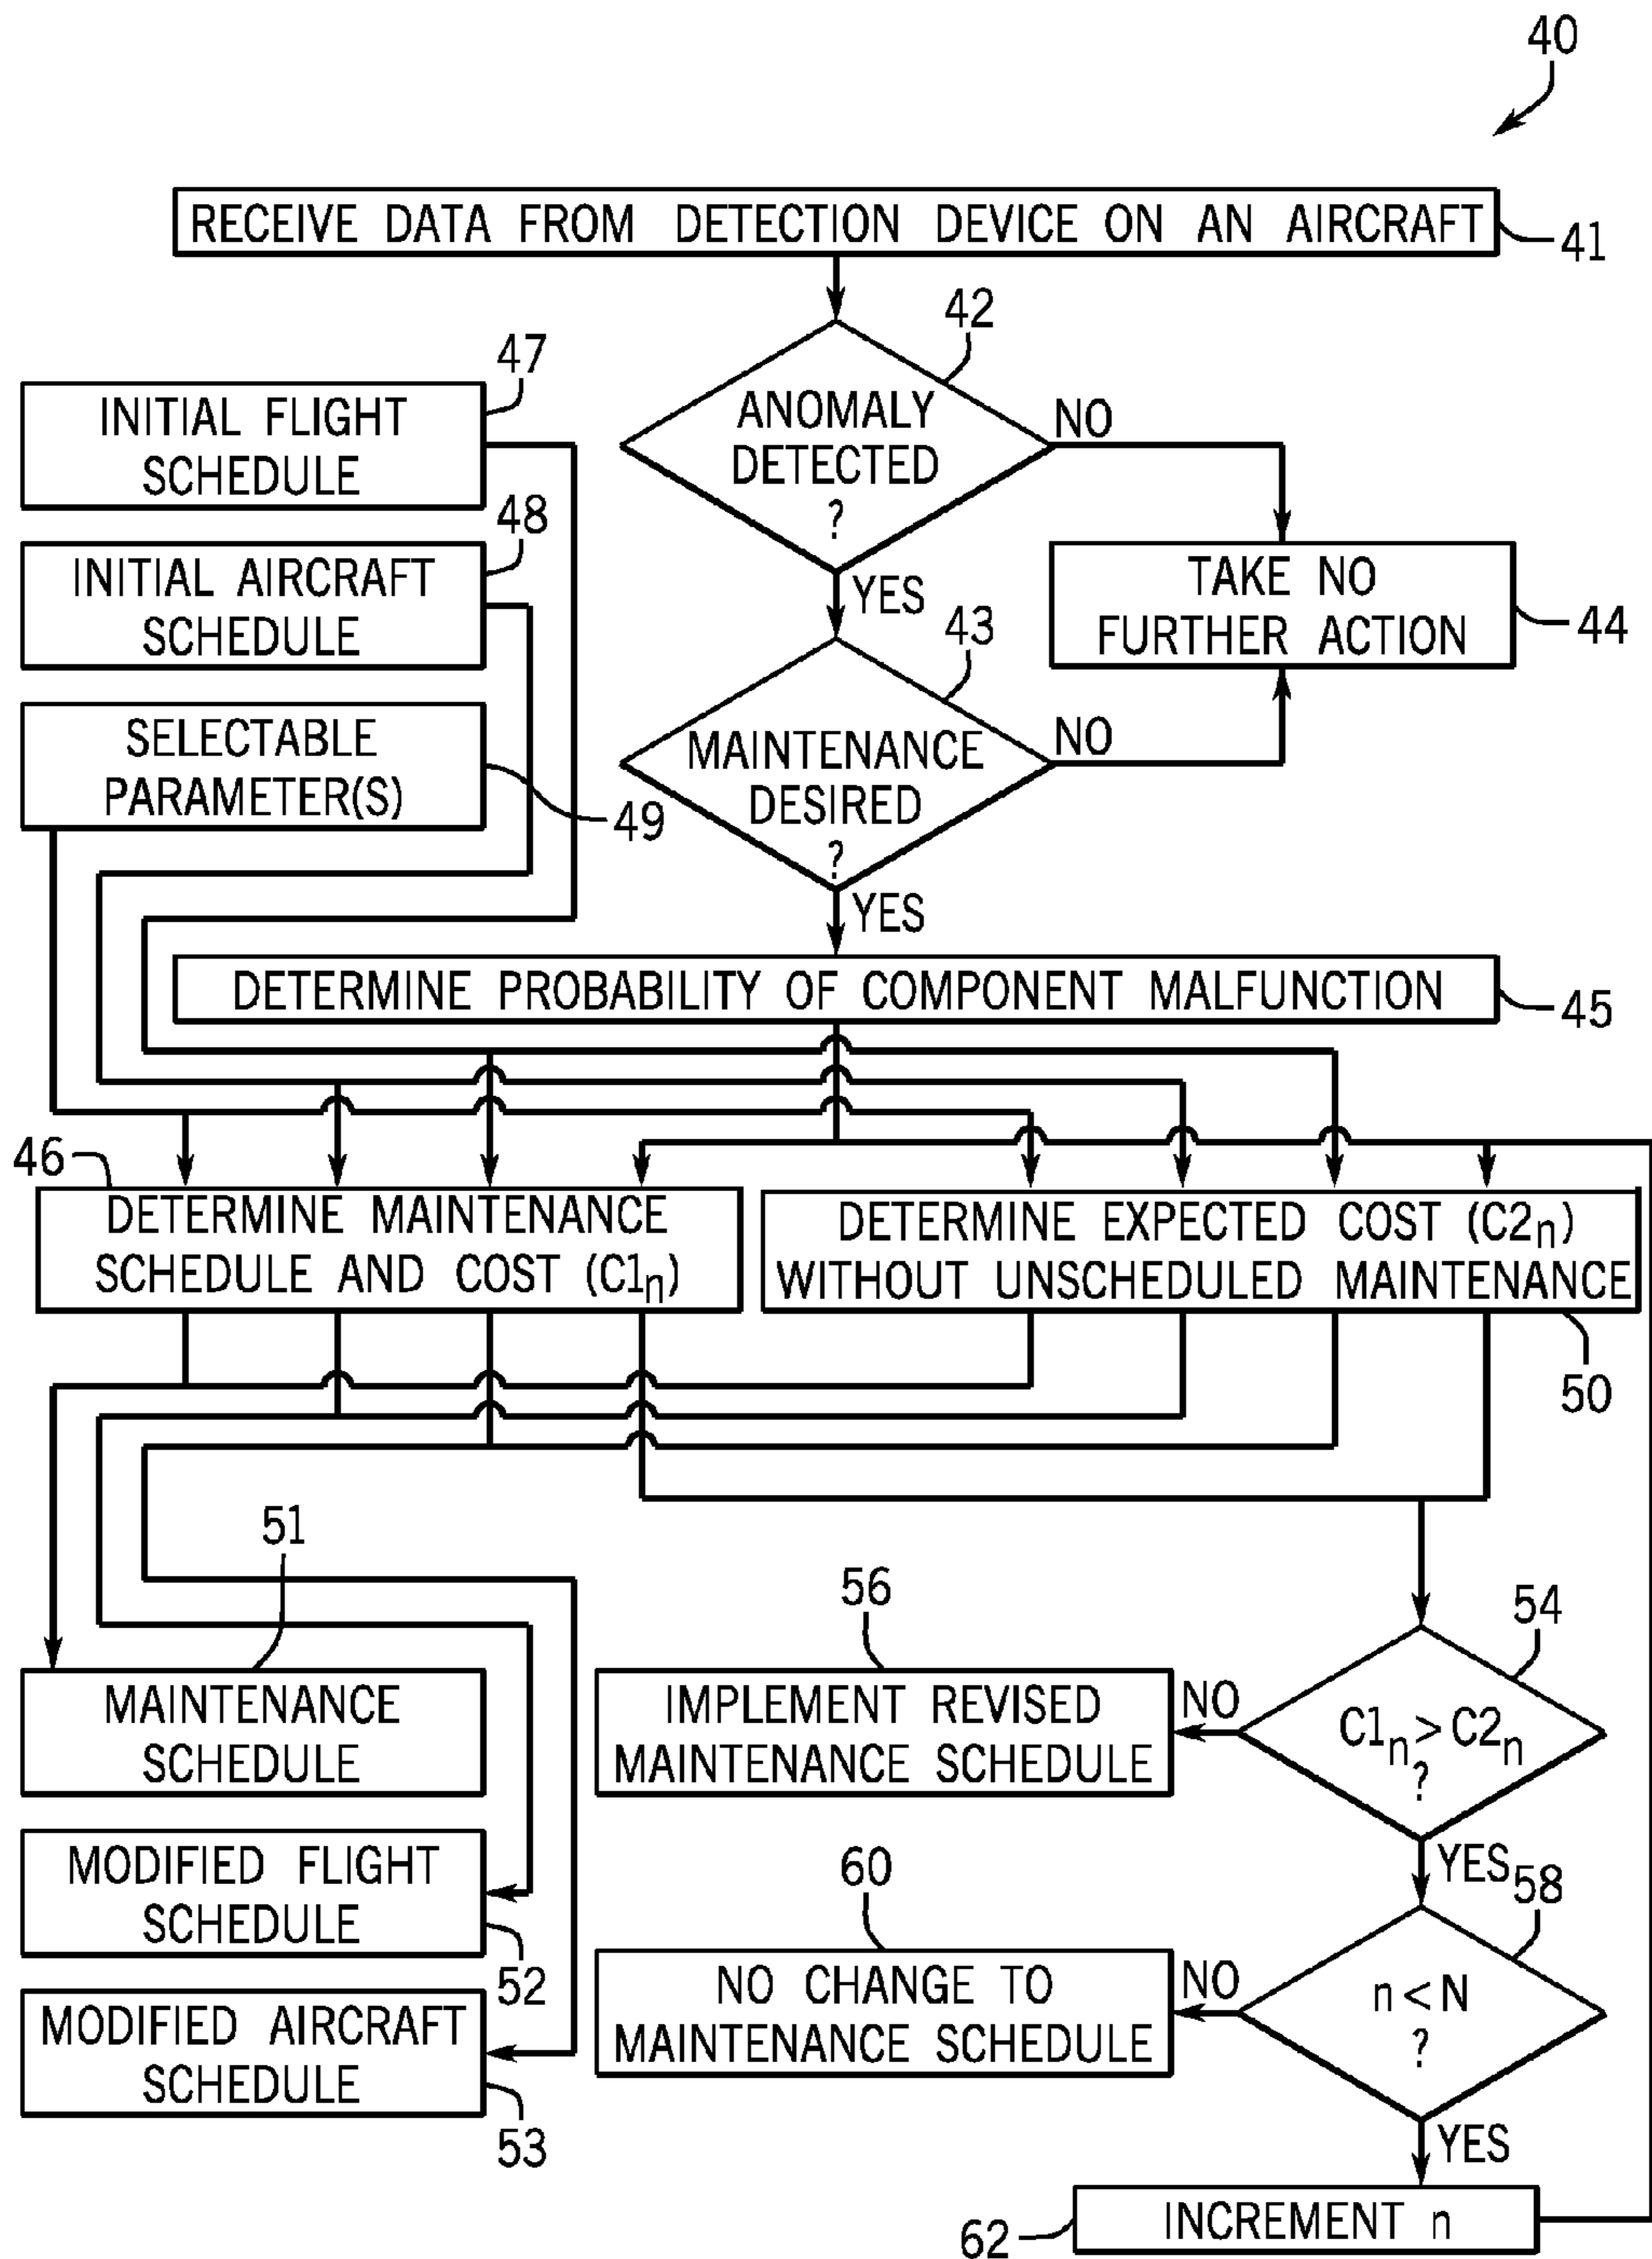 40
RECEIVE DATA FROM DETECTION DEVICE ON AN AIRCRAFT
41
42
ANOMALY
DETECTED
?
NO
YES
47
INITIAL FLIGHT
SCHEDULE
48
INITIAL AIRCRAFT
SCHEDULE
TAKE NO
FURTHER ACTION
44
43
MAINTENANCE
DESIRED
?
NO
YES
SELECTABLE
PARAMETER(S)
49
DETERMINE PROBABILITY OF COMPONENT MALFUNCTION
45
46
DETERMINE MAINTENANCE
SCHEDULE AND COST (C1n)
DETERMINE EXPECTED COST (C2n)
WITHOUT UNSCHEDULED MAINTENANCE
50
51
MAINTENANCE
SCHEDULE
56
IMPLEMENT REVISED
MAINTENANCE SCHEDULE
NO
54
C1n > C2n
?
YES
MODIFIED FLIGHT
SCHEDULE
52
60
NO CHANGE TO
MAINTENANCE SCHEDULE
NO
58
n < N
?
YES
MODIFIED AIRCRAFT
SCHEDULE
53
62
INCREMENT n